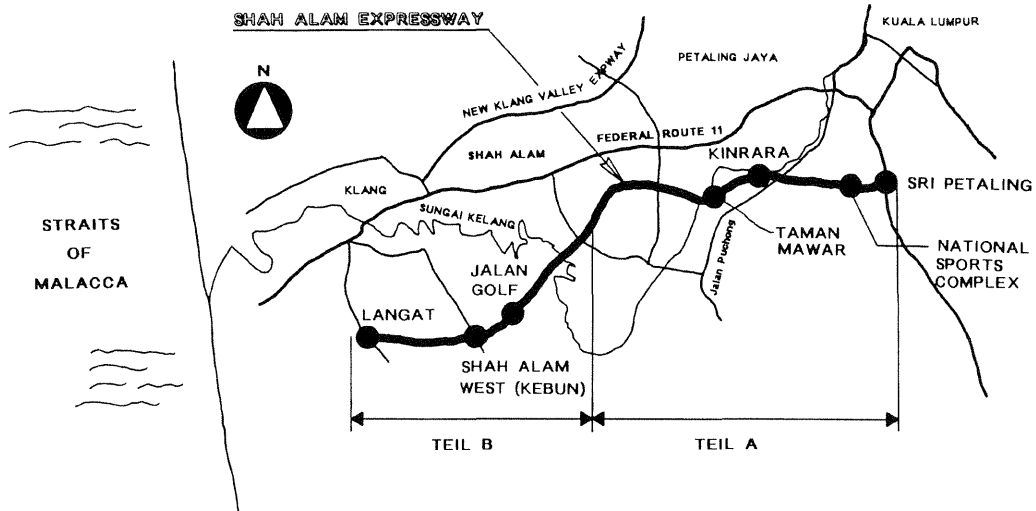 SHAH ALAM EXPRESSWAY
KUALA LUMPUR
PETALING JAYA
N
NEW KLANG VALLEY EXPWAY
FEDERAL ROUTE 11
SHAH ALAM
KINRARA
KLANG
SRI PETALING
SUNGAI KELANG
STRAITS
OF
MALACCA
TAMAN
MAWAR
NATIONAL
SPORTS
COMPLEX
Jalan Puchong
JALAN
GOLF
LANGAT
SHAH ALAM
WEST (KEBUN)
TEIL B
TEIL A